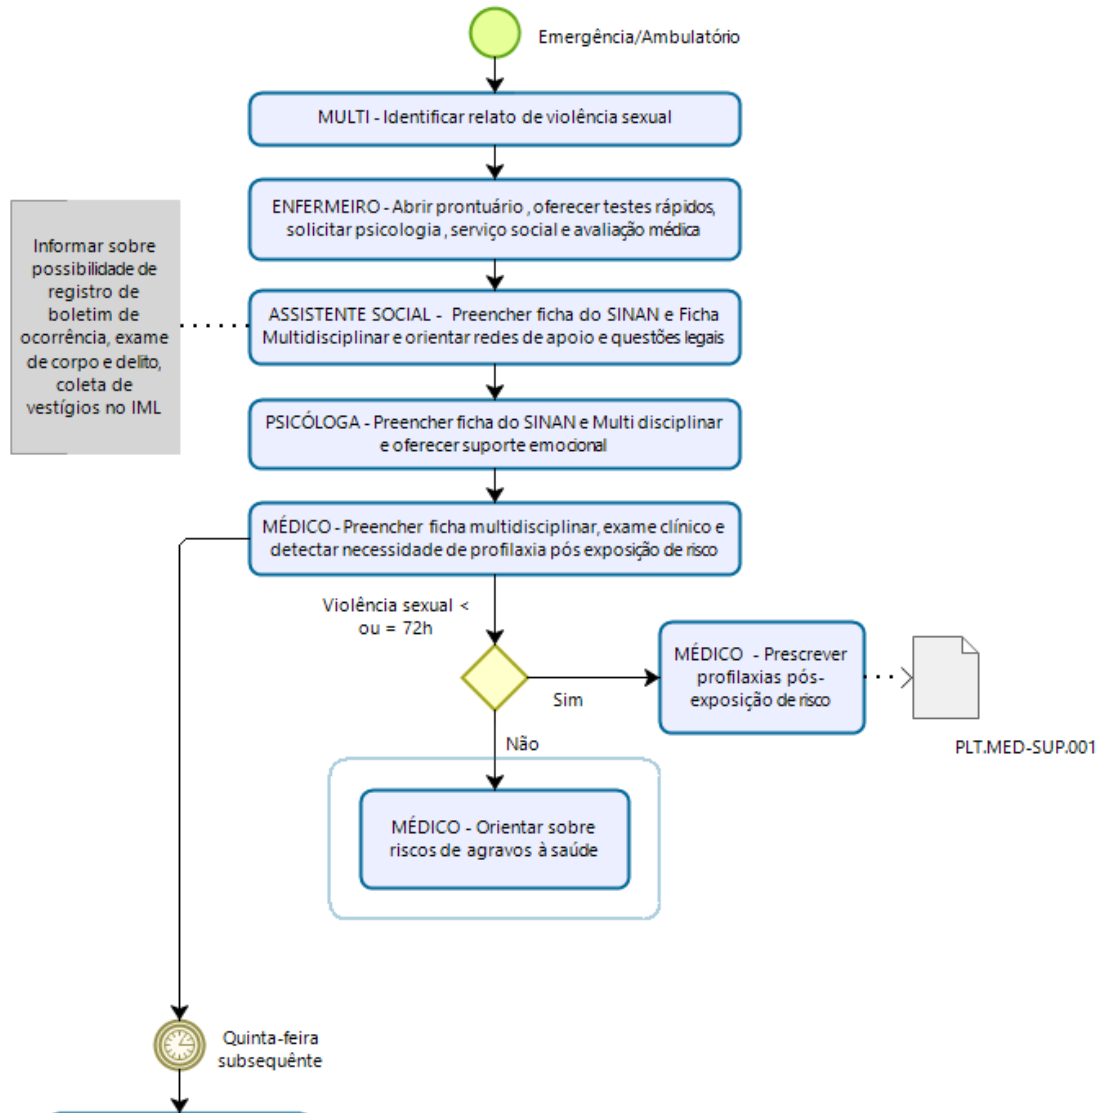 Emergência/Ambulatório
MULTI - Identificar relato de violência sexual
ENFERMEIRO - Abrir prontuário , oferecer testes rápidos,
solicitar psicologia , serviço social e avaliação médica
Informar sobre
possibilidade de
registro de
boletim de
ocorrência, exame
de corpo e delito,
coleta de
vestígios no IML
ASSISTENTE SOCIAL - Preencher ficha do SINAN e Ficha
Multidisciplinar e orientar redes de apoio e questões legais
PSICÓLOGA - Preencher ficha do SINAN e Multi disciplinar
e oferecer suporte emocional
MÉDICO - Preencher ficha multidisciplinar, exame clínico e
detectar necessidade de profilaxia pós exposição de risco
Violência sexual <
ou = 72h
MÉDICO - Prescrever
profilaxias pós-
exposição de risco
Sim
PLT.MED-SUP.001
Não
MÉDICO - Orientar sobre
riscos de agravos à saúde
Quinta-feira
subsequênte